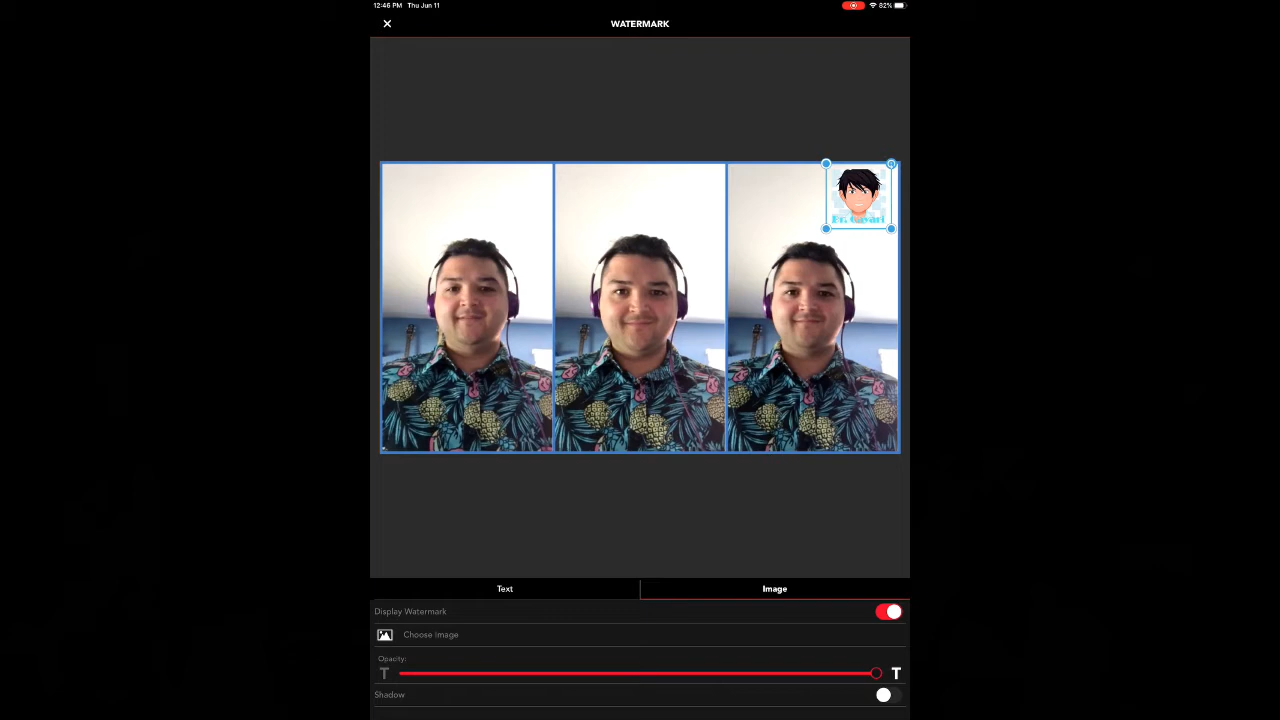 12:46 PM Thu Jun 11
82%
WATERMARK
Text
Image
Display Watermark
Choose Image
Opacity:
T
T
Shadow